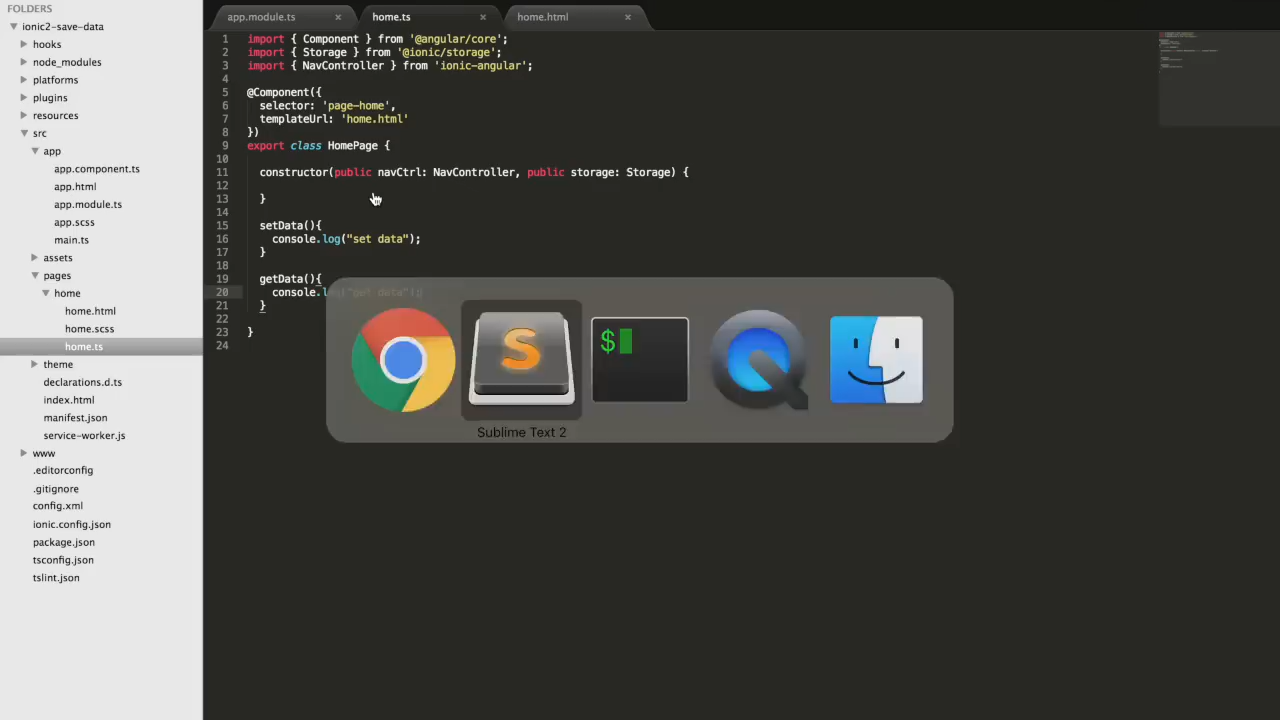 FOLDERS
ionic2-save-data
hooks
node_modules
platforms
plugins
resources
src
app
app.component.ts
app.html
app.module.ts
app.scss
main.ts
assets
pages
home
home.html
home.scss
home.ts
theme
declarations.d.ts
index.html
manifest.json
service-worker.js
www
.editorconfig
.gitignore
config.xml
ionic.config.json
package.json
tsconfig.json
tslint.json
app.module.ts × home.ts × home.html ×
1 import { Component } from '@angular/core';
2 import { Storage } from '@ionic/storage';
3 import { NavController } from 'ionic-angular';
4
5 @Component({
6 selector: 'page-home',
7 templateUrl: 'home.html'
8 })
9 export class HomePage {
10
11 constructor(public navCtrl: NavController, public storage: Storage) {
12
13 }
14
15 setData(){
16 console.log("set data");
17 }
18
19 getData(){
20 console.log("get data");
21 }
22
23 }
24
S
$
Sublime Text 2